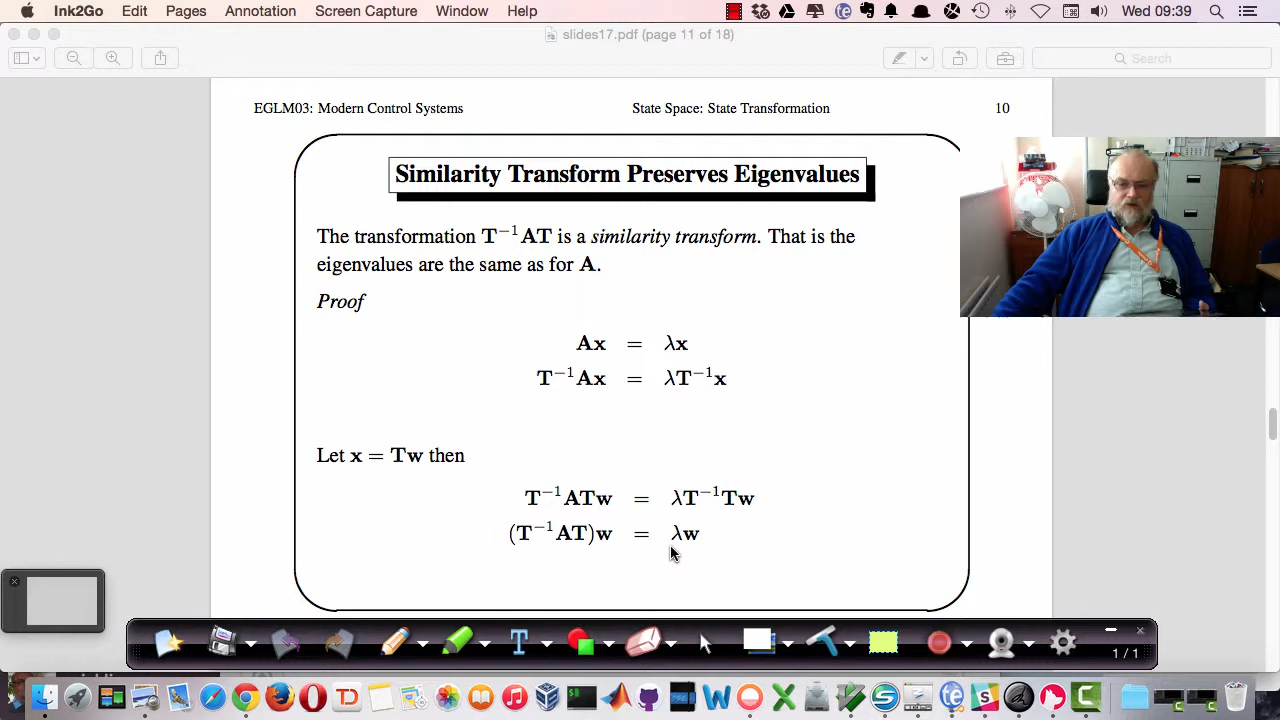 Ink2Go Edit Pages Annotation Screen Capture Window Help Wed 09:39
slides17.pdf (page 11 of 18)
Search
EGLM03: Modern Control Systems State Space: State Transformation 10
Similarity Transform Preserves Eigenvalues
The transformation T⁻¹AT is a similarity transform. That is the
eigenvalues are the same as for A.
Proof
Ax = λx
T⁻¹Ax = λT⁻¹x
Let x = Tw then
T⁻¹ATw = λT⁻¹Tw
(T⁻¹AT)w = λw
1 / 1